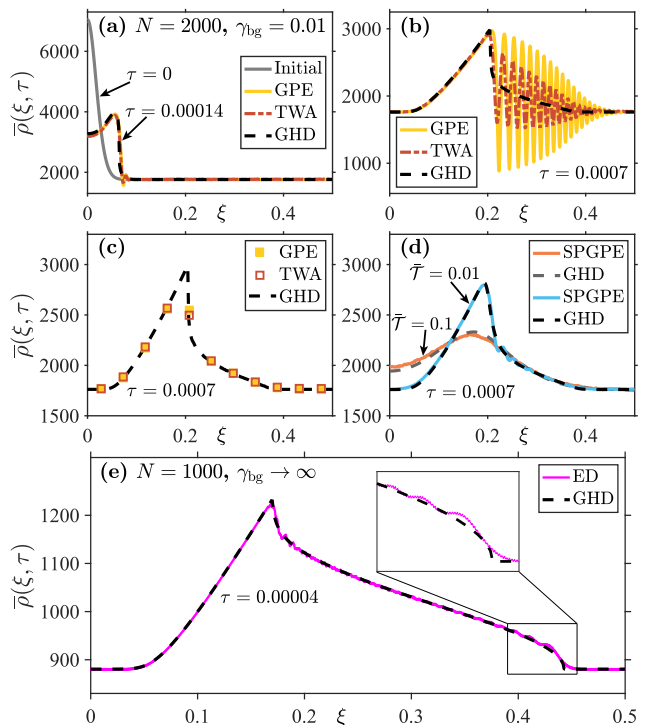 (a) N = 2000, γbg = 0.01
ρ̅(ξ, τ)
6000
4000
2000
τ = 0
τ = 0.00014
Initial
GPE
TWA
GHD
0
0.2
0.4
ξ
(b)
3000
2000
1000
GPE
TWA
GHD
τ = 0.0007
0
0.2
0.4
ξ
(c)
ρ̅(ξ, τ)
3000
2500
2000
1500
GPE
TWA
GHD
τ = 0.0007
0
0.2
0.4
ξ
(d)
3000
2500
2000
1500
𝒯̅ = 0.01
𝒯̅ = 0.1
SPGPE
GHD
SPGPE
GHD
τ = 0.0007
0
0.2
0.4
ξ
(e) N = 1000, γbg → ∞
ρ̅(ξ, τ)
1200
1100
1000
900
τ = 0.00004
ED
GHD
0
0.1
0.2
0.3
0.4
0.5
ξ